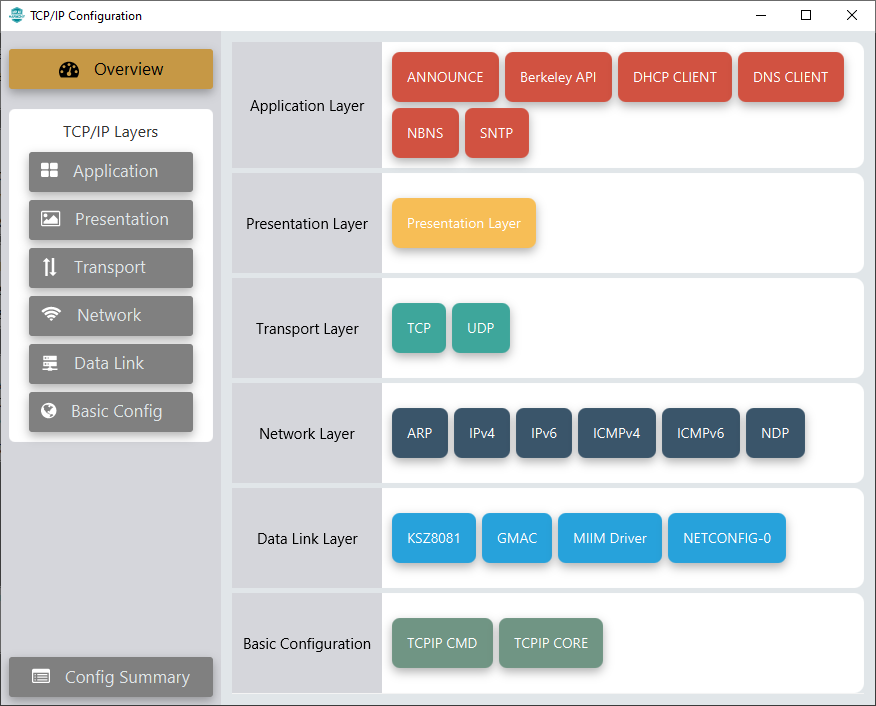 TCP/IP Configuration
Overview
TCP/IP Layers
Application
Presentation
Transport
Network
Data Link
Basic Config
Config Summary
Application Layer
ANNOUNCE
Berkeley API
DHCP CLIENT
DNS CLIENT
NBNS
SNTP
Presentation Layer
Presentation Layer
Transport Layer
TCP
UDP
Network Layer
ARP
IPv4
IPv6
ICMPv4
ICMPv6
NDP
Data Link Layer
KSZ8081
GMAC
MIIM Driver
NETCONFIG-0
Basic Configuration
TCPIP CMD
TCPIP CORE